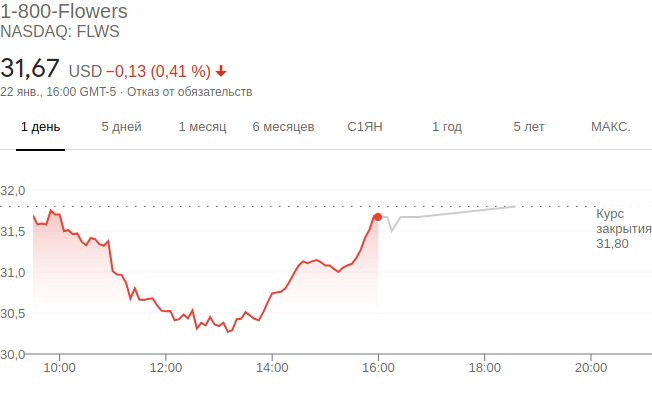 1-800-Flowers
NASDAQ: FLWS
31,67 USD −0,13 (0,41 %)
22 янв., 16:00 GMT-5 · Отказ от обязательств
1 день 5 дней 1 месяц 6 месяцев С1ЯН 1 год 5 лет МАКС.
32,0
Курс
закрытия
31,80
31,5
31,0
30,5
30,0
10:00 12:00 14:00 16:00 18:00 20:00